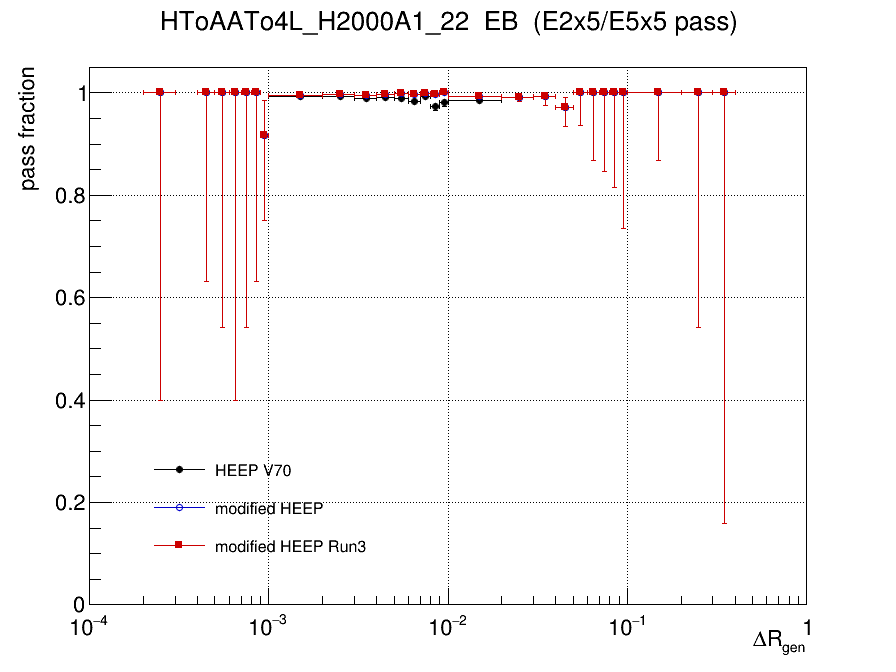 HToAATo4L_H2000A1_22 EB (E2x5/E5x5 pass)
pass fraction
1
0.8
0.6
0.4
0.2
0
HEEP V70
modified HEEP
modified HEEP Run3
10⁻⁴ 10⁻³ 10⁻² 10⁻¹ 1
ΔR_gen